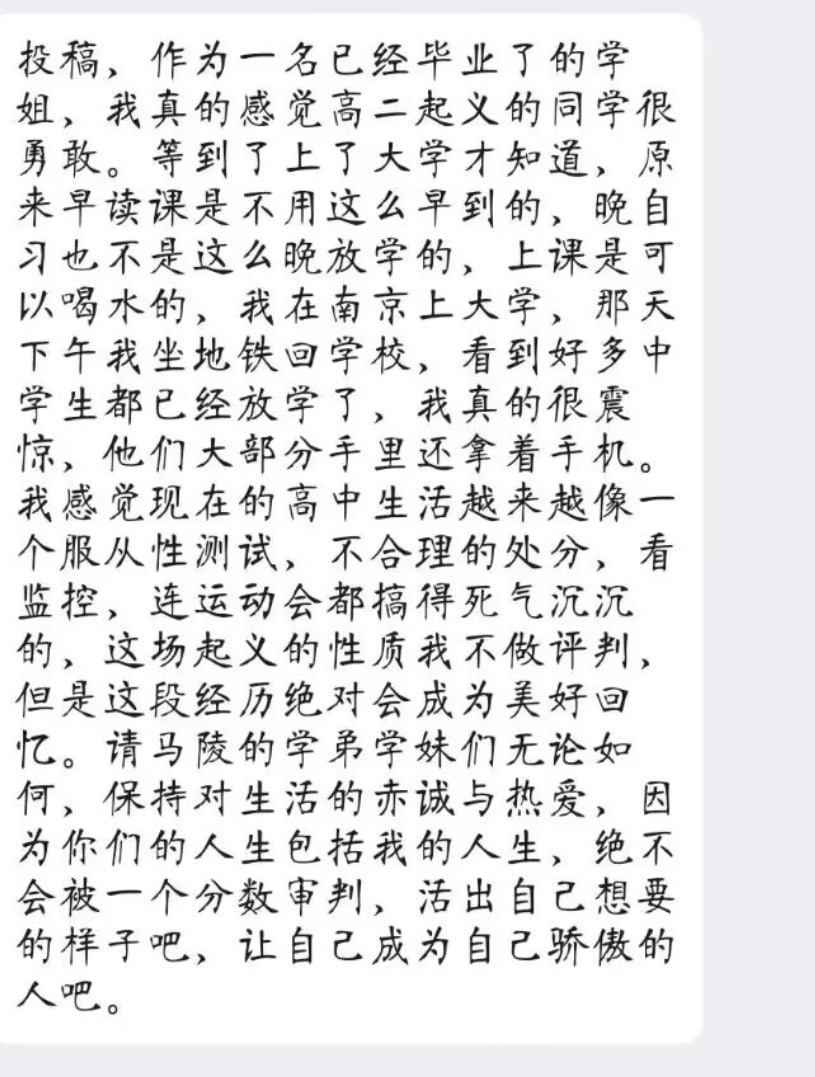 投稿，作为一名已经毕业了的学
姐，我真的感觉高二起义的同学很
勇敢。等到了上了大学才知道，原
来早读课是不用这么早到的，晚自
习也不是这么晚放学的，上课是可
以喝水的，我在南京上大学，那天
下午我坐地铁回学校，看到好多中
学生都已经放学了，我真的很震
惊，他们大部分手里还拿着手机。
我感觉现在的高中生活越来越像一
个服从性测试，不合理的处分，看
监控，连运动会都搞得死气沉沉
的，这场起义的性质我不做评判，
但是这段经历绝对会成为美好回
忆。请马陵的学弟学妹们无论如
何，保持对生活的赤诚与热爱，因
为你们的人生包括我的人生，绝不
会被一个分数审判，活出自己想要
的样子吧，让自己成为自己骄傲的
人吧。